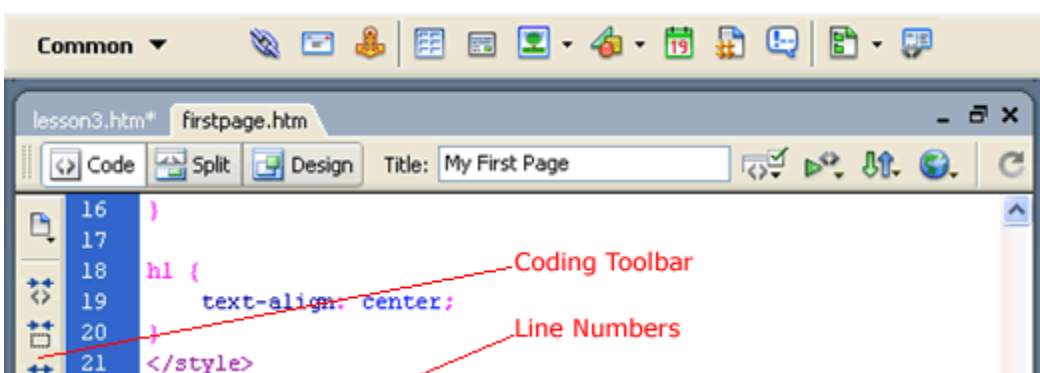 Common
19
lesson3.htm* firstpage.htm
Code Split Design Title: My First Page
16 }
17
18 h1 {
Coding Toolbar
19 text-align: center;
20 }
Line Numbers
21 </style>